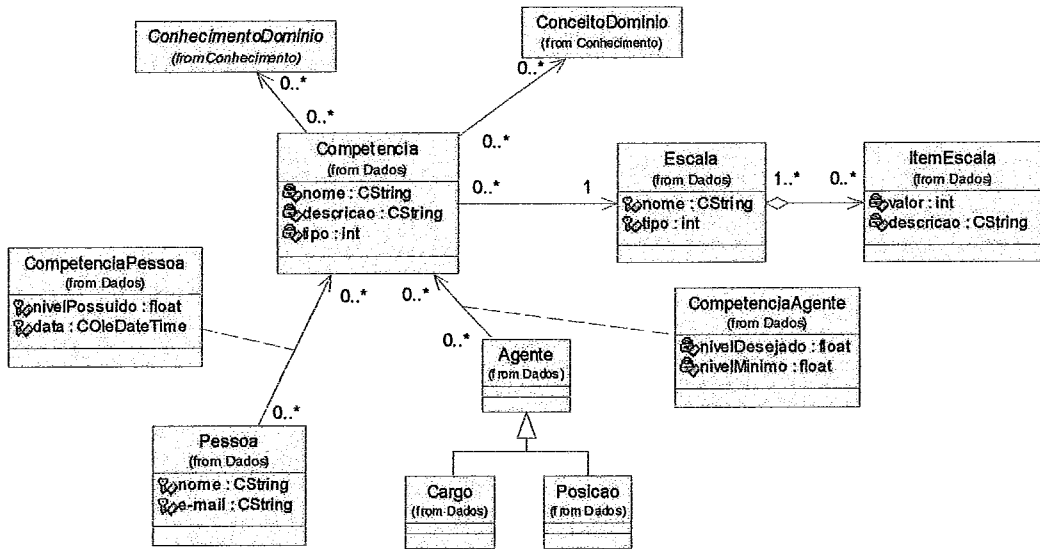 ConhecimentoDominio
(from Conhecimento)
ConceitoDominio
(from Conhecimento)
0..*
0..*
0..*
0..*
Competencia
(from Dados)
nome : CString
descricao : CString
tipo : int
0..*
1
Escala
(from Dados)
nome : CString
tipo : int
1..*
0..*
ItemEscala
(from Dados)
valor : int
descricao : CString
CompetenciaPessoa
(from Dados)
nivelPossuido : float
data : COleDateTime
0..*
0..*
CompetenciaAgente
(from Dados)
nivelDesejado : float
nivelMinimo : float
0..*
Agente
(from Dados)
0..*
Pessoa
(from Dados)
nome : CString
e-mail : CString
Cargo
(from Dados)
Posicao
(from Dados)